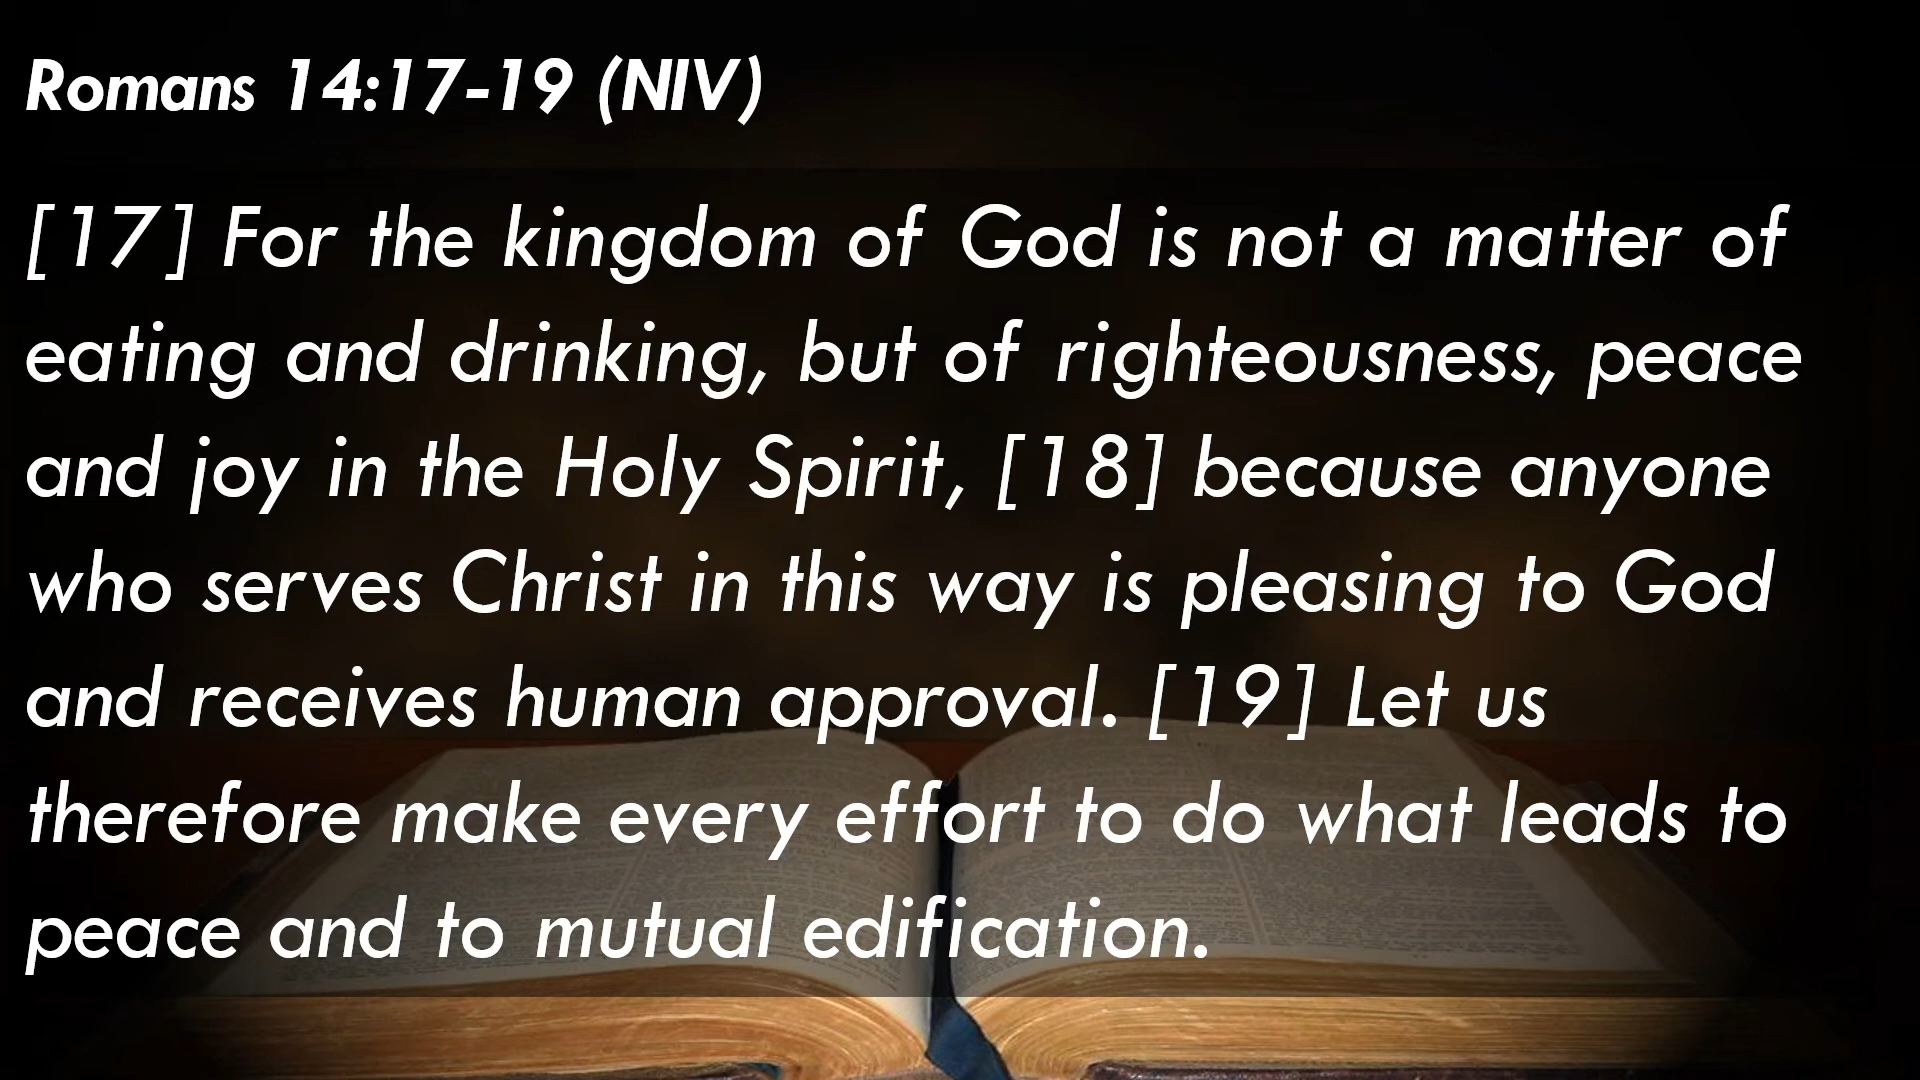 Romans 14:17-19 (NIV)
[17] For the kingdom of God is not a matter of
eating and drinking, but of righteousness, peace
and joy in the Holy Spirit, [18] because anyone
who serves Christ in this way is pleasing to God
and receives human approval. [19] Let us
therefore make every effort to do what leads to
peace and to mutual edification.